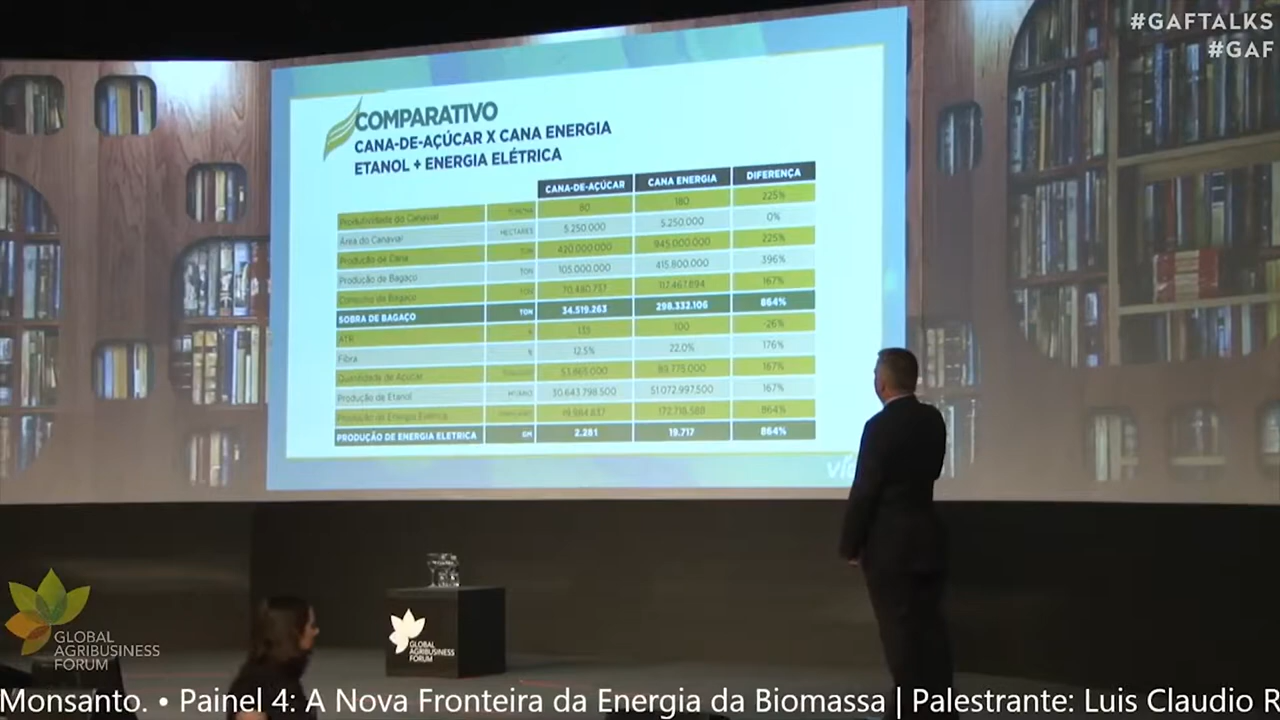 #GAFTALKS
#GAF
COMPARATIVO
CANA-DE-AÇÚCAR X CANA ENERGIA
ETANOL + ENERGIA ELÉTRICA
CANA-DE-AÇÚCAR CANA ENERGIA DIFERENÇA
Produtividade do Canavial 80 180 225%
Área do Canavial HECTARES 5.250.000 5.250.000 0%
Produção de Cana TON 420.000.000 945.000.000 225%
Produção de Bagaço TON 105.000.000 415.800.000 396%
Consumo de Bagaço TON 70.480.737 117.467.894 167%
SOBRA DE BAGAÇO TON 34.519.263 298.332.106 864%
ATR 135 100 -26%
Fibra 12.5% 22.0% 176%
Quantidade de Açúcar 53.865.000 89.775.000 167%
Produção de Etanol 30.643.798.500 51.072.997.500 167%
Produção de Energia Elétrica 19.984.837 172.718.588 864%
PRODUÇÃO DE ENERGIA ELETRICA 2.281 19.717 864%
GLOBAL
AGRIBUSINESS
FORUM
GLOBAL
AGRIBUSINESS
FORUM
Monsanto. • Painel 4: A Nova Fronteira da Energia da Biomassa | Palestrante: Luis Claudio R